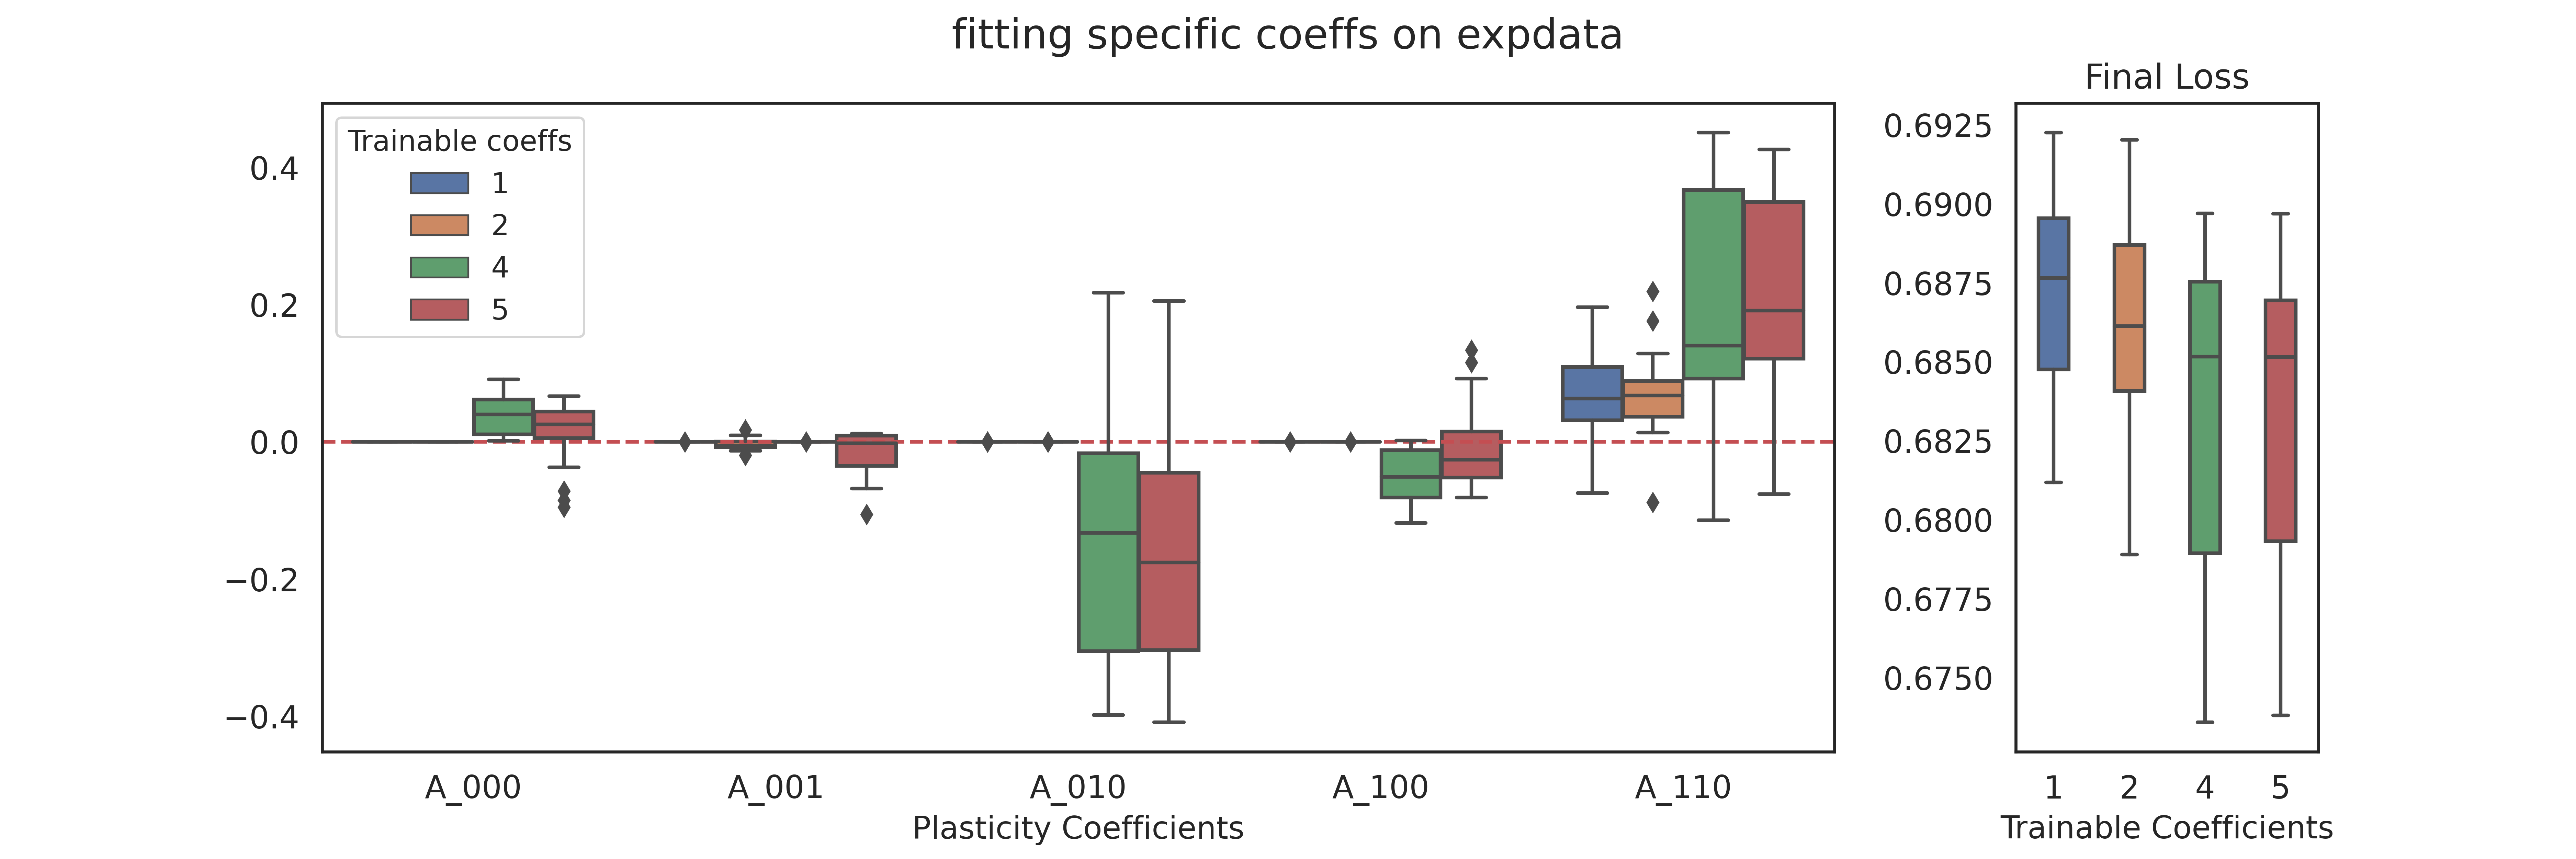 fitting specific coeffs on expdata
Trainable coeffs
1
2
4
5
0.4
0.2
0.0
−0.2
−0.4
A_000 A_001 A_010 A_100 A_110
Plasticity Coefficients
Final Loss
0.6925
0.6900
0.6875
0.6850
0.6825
0.6800
0.6775
0.6750
1 2 4 5
Trainable Coefficients